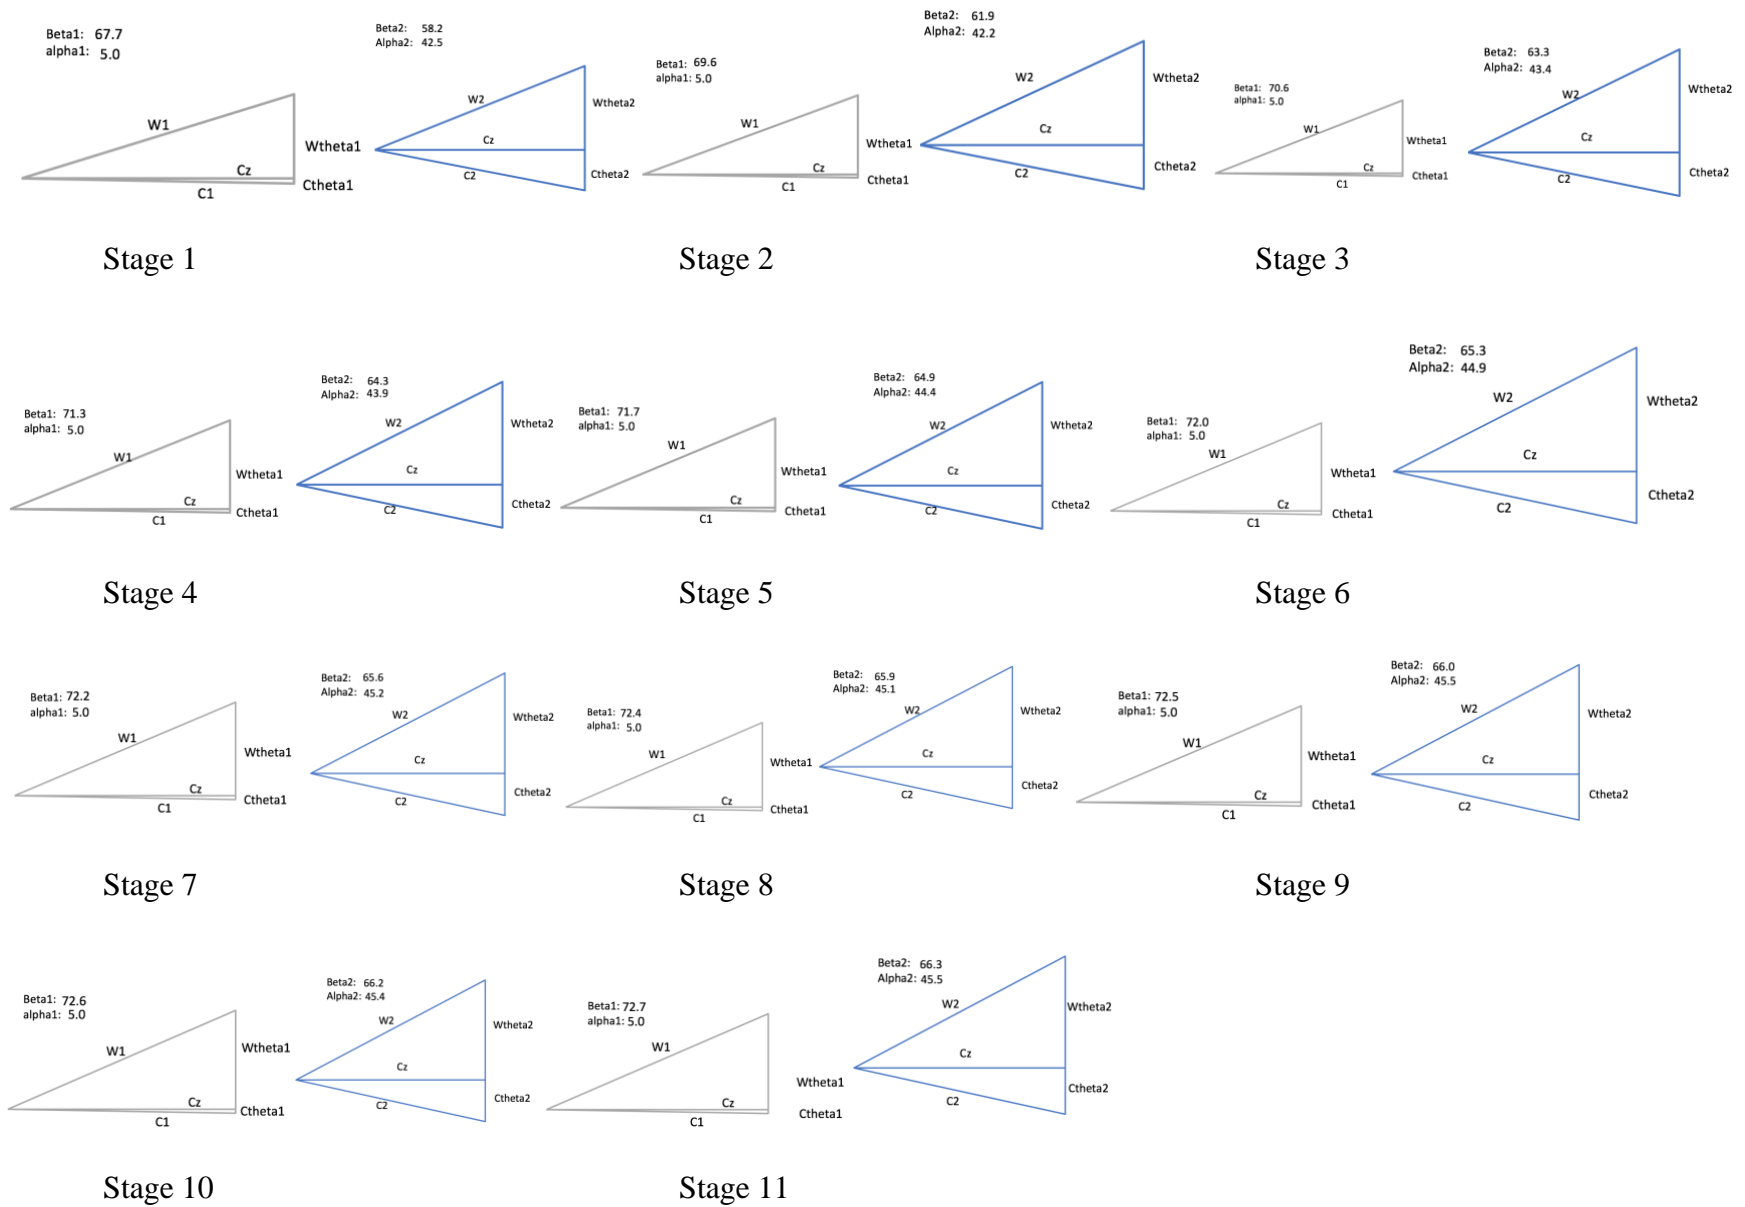 Beta1: 67.7
alpha1: 5.0
W1
Wtheta1
Cz
Ctheta1
C1
Beta2: 58.2
Alpha2: 42.5
W2
Wtheta2
Cz
Ctheta2
C2
Stage 1
Beta1: 69.6
alpha1: 5.0
W1
Wtheta1
Cz
Ctheta1
C1
Beta2: 61.9
Alpha2: 42.2
W2
Wtheta2
Cz
Ctheta2
C2
Stage 2
Beta1: 70.6
alpha1: 5.0
W1
Wtheta1
Cz
Ctheta1
C1
Beta2: 63.3
Alpha2: 43.4
W2
Wtheta2
Cz
Ctheta2
C2
Stage 3
Beta1: 71.3
alpha1: 5.0
W1
Wtheta1
Cz
Ctheta1
C1
Beta2: 64.3
Alpha2: 43.9
W2
Wtheta2
Cz
Ctheta2
C2
Stage 4
Beta1: 71.7
alpha1: 5.0
W1
Wtheta1
Cz
Ctheta1
C1
Beta2: 64.9
Alpha2: 44.4
W2
Wtheta2
Cz
Ctheta2
C2
Stage 5
Beta1: 72.0
alpha1: 5.0
W1
Wtheta1
Cz
Ctheta1
C1
Beta2: 65.3
Alpha2: 44.9
W2
Wtheta2
Cz
Ctheta2
C2
Stage 6
Beta1: 72.2
alpha1: 5.0
W1
Wtheta1
Cz
Ctheta1
C1
Beta2: 65.6
Alpha2: 45.2
W2
Wtheta2
Cz
Ctheta2
C2
Stage 7
Beta1: 72.4
alpha1: 5.0
W1
Wtheta1
Cz
Ctheta1
C1
Beta2: 65.9
Alpha2: 45.1
W2
Wtheta2
Cz
Ctheta2
C2
Stage 8
Beta1: 72.5
alpha1: 5.0
W1
Wtheta1
Cz
Ctheta1
C1
Beta2: 66.0
Alpha2: 45.5
W2
Wtheta2
Cz
Ctheta2
C2
Stage 9
Beta1: 72.6
alpha1: 5.0
W1
Wtheta1
Cz
Ctheta1
C1
Beta2: 66.2
Alpha2: 45.4
W2
Wtheta2
Cz
Ctheta2
C2
Stage 10
Beta1: 72.7
alpha1: 5.0
W1
Wtheta1
Cz
Ctheta1
C1
Beta2: 66.3
Alpha2: 45.5
W2
Wtheta2
Cz
Ctheta2
C2
Stage 11